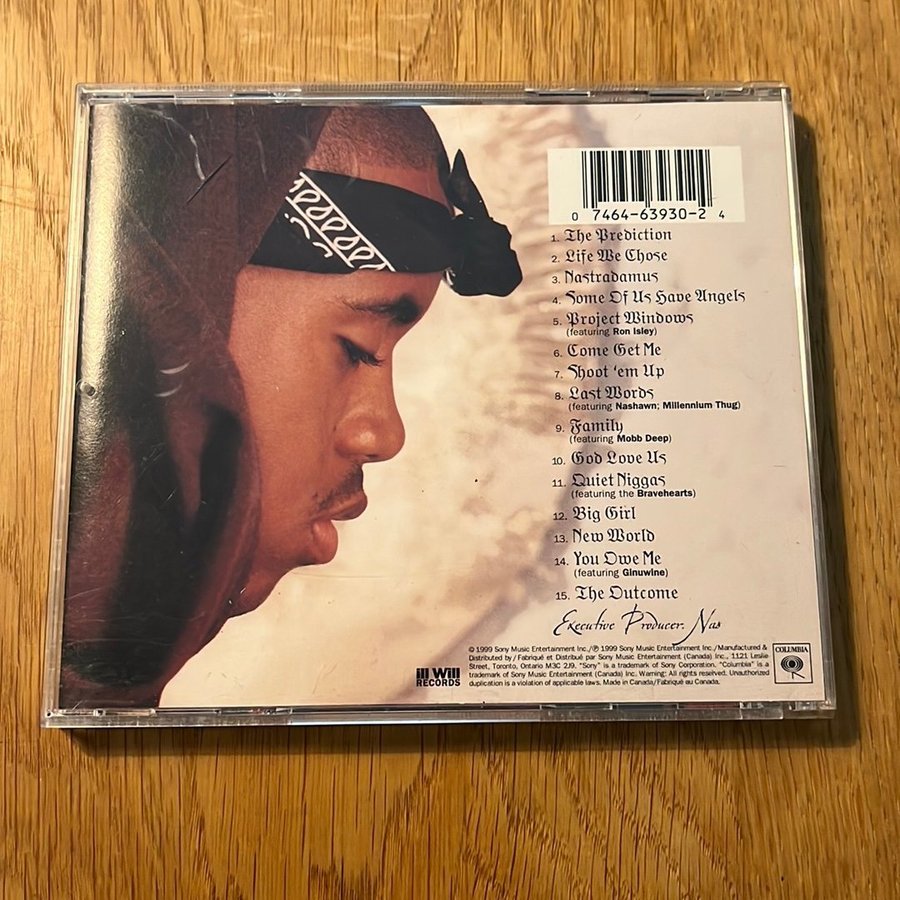 0 7464-63930-2 4
1. The Prediction
2. Life We Chose
3. Nastradamus
4. Some Of Us Have Angels
5. Project Windows
(featuring Ron Isley)
6. Come Get Me
7. Shoot 'em Up
8. Last Words
(featuring Nashawn; Millennium Thug)
9. Family
(featuring Mobb Deep)
10. God Love Us
11. Quiet Niggas
(featuring the Bravehearts)
12. Big Girl
13. New World
14. You Owe Me
(featuring Ginuwine)
15. The Outcome
Executive Producer: Nas
ill Will
RECORDS
© 1999 Sony Music Entertainment Inc./℗ 1999 Sony Music Entertainment Inc./Manufactured &
Distributed by/Fabriqué et Distribué par Sony Music Entertainment (Canada) Inc., 1121 Leslie
Street, Toronto, Ontario M3C 2J9. "Sony" is a trademark of Sony Corporation. "Columbia" is a
trademark of Sony Music Entertainment (Canada) Inc. Warning: All rights reserved. Unauthorized
duplication is a violation of applicable laws. Made in Canada/Fabriqué au Canada.
COLUMBIA